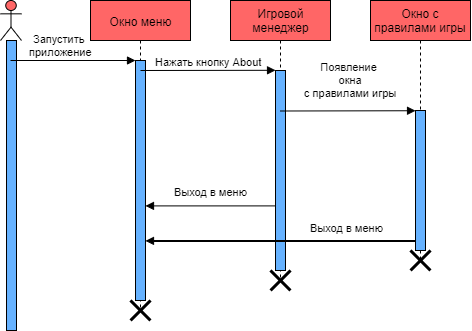 Окно меню
Игровой
менеджер
Окно с
правилами игры
Запустить
приложение
Нажать кнопку About
Появление
окна
с правилами игры
Выход в меню
Выход в меню